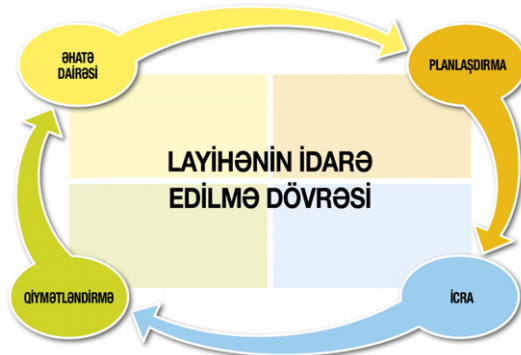 ƏHATƏ
DAİRƏSİ
PLANLAŞDIRMA
LAYİHƏNİN İDARƏ
EDİLMƏ DÖVRƏSİ
QİYMƏTLƏNDİRMƏ
İCRA